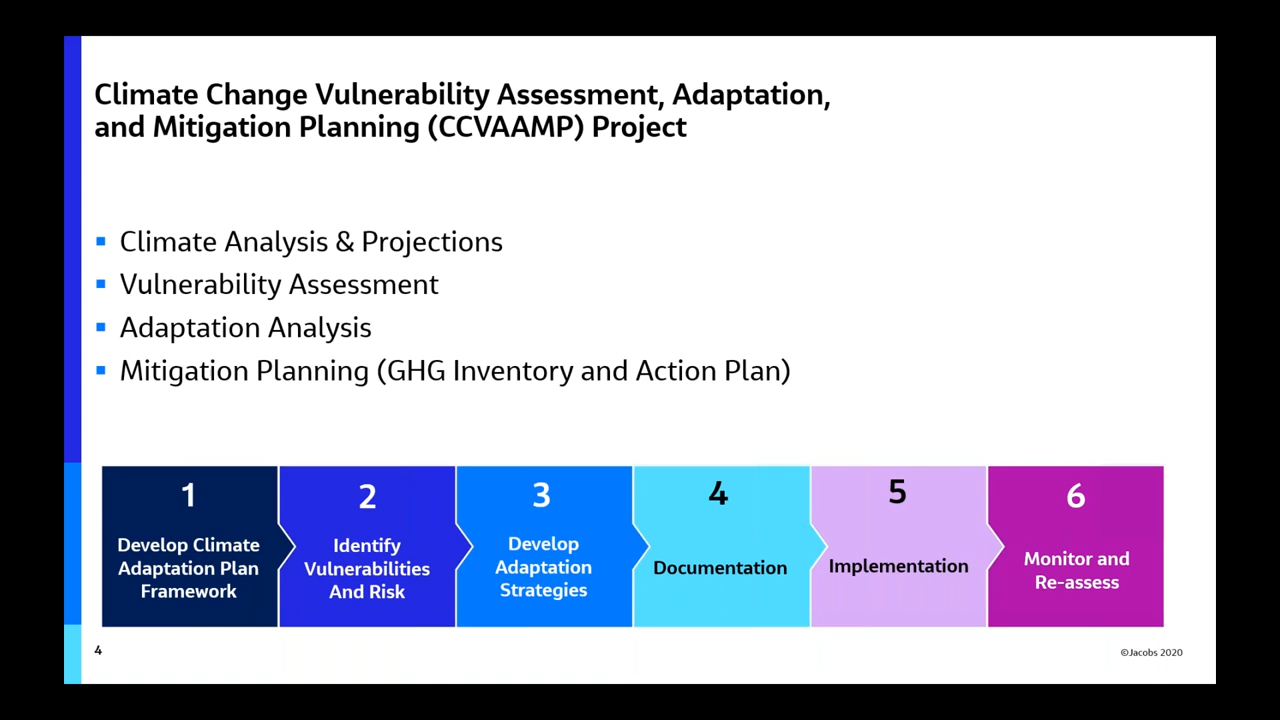 Climate Change Vulnerability Assessment, Adaptation,
and Mitigation Planning (CCVAAMP) Project
▪ Climate Analysis & Projections
▪ Vulnerability Assessment
▪ Adaptation Analysis
▪ Mitigation Planning (GHG Inventory and Action Plan)
1
Develop Climate
Adaptation Plan
Framework
2
Identify
Vulnerabilities
And Risk
3
Develop
Adaptation
Strategies
4
Documentation
5
Implementation
6
Monitor and
Re-assess
4
©Jacobs 2020